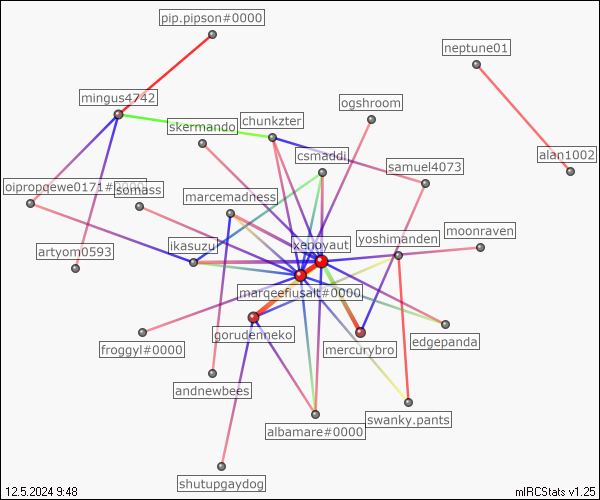 pip.pipson#0000
neptune01
mingus4742
ogshroom
chunkzter
skermando
csmaddi
alan1002
samuel4073
oipropqewe0171#0000
somass
marcemadness
moonraven
yoshimanden
xenoyaut
ikasuzu
artyom0593
marqeefiusalt#0000
gorudenneko
edgepanda
froggyl#0000
mercurybro
andnewbees
swanky.pants
albamare#0000
shutupgaydog
12.5.2024 9:48
mIRCStats v1.25